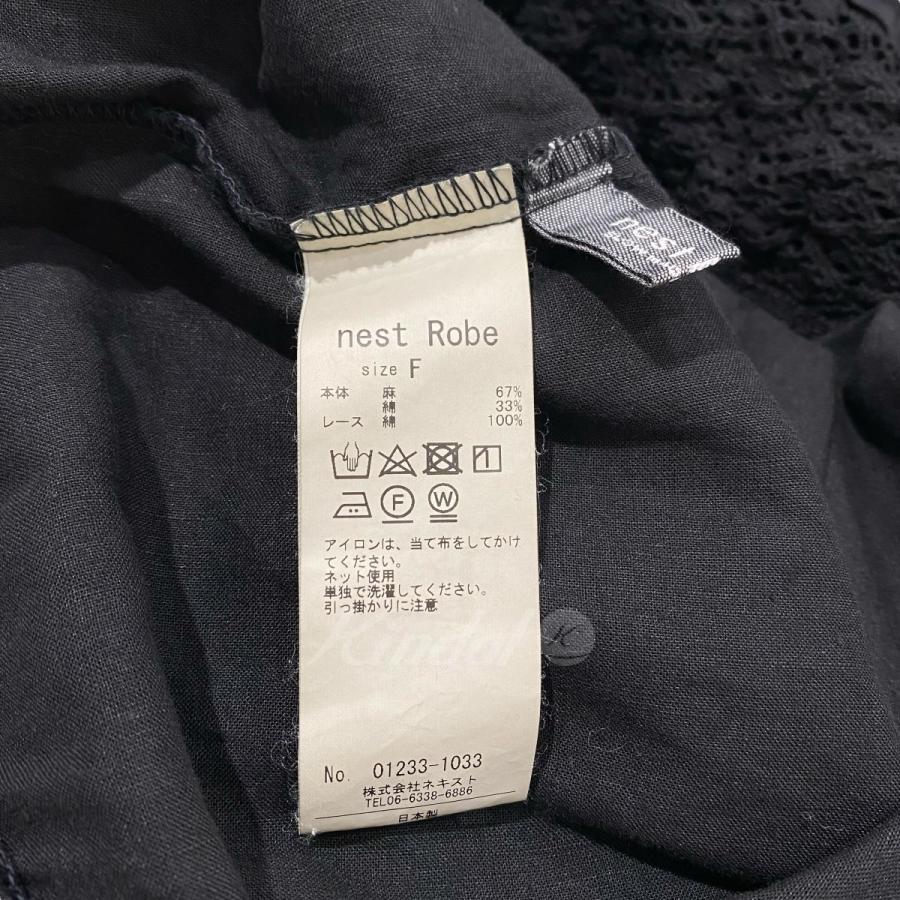 nest
nest Robe
size F
本体 麻 67%
綿 33%
レース 綿 100%
1
F W
アイロンは、当て布をしてかけ
てください。
ネット使用
単独で洗濯してください。
引っ掛かりに注意
Kindal K
No. 01233-1033
株式会社ネキスト
TEL06-6338-6886
日本製